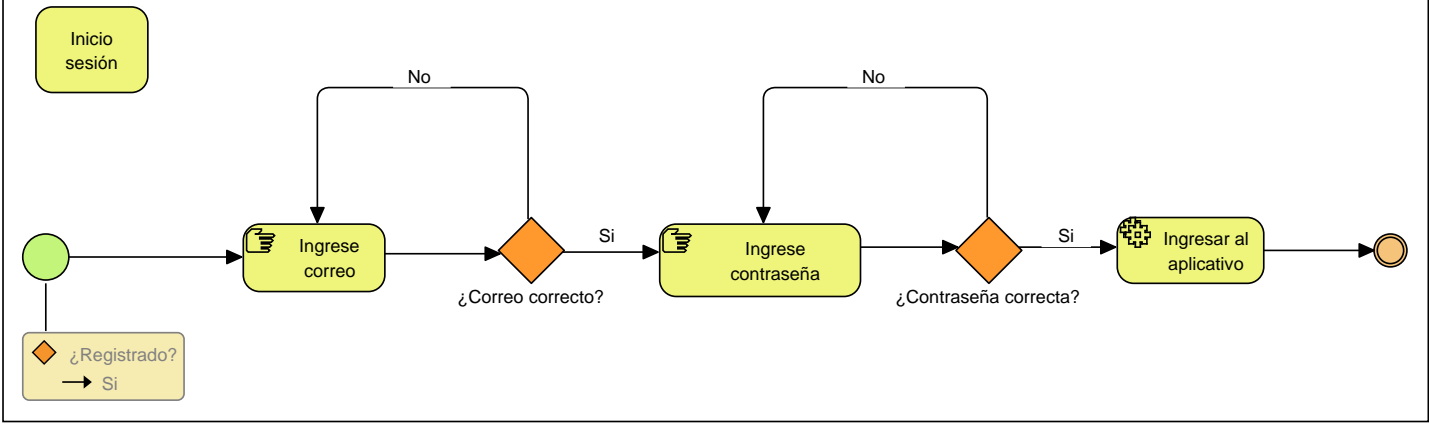 Inicio
sesión
No
No
Ingrese
correo
Si
Ingrese
contraseña
Si
Ingresar al
aplicativo
¿Correo correcto?
¿Contraseña correcta?
¿Registrado?
Si